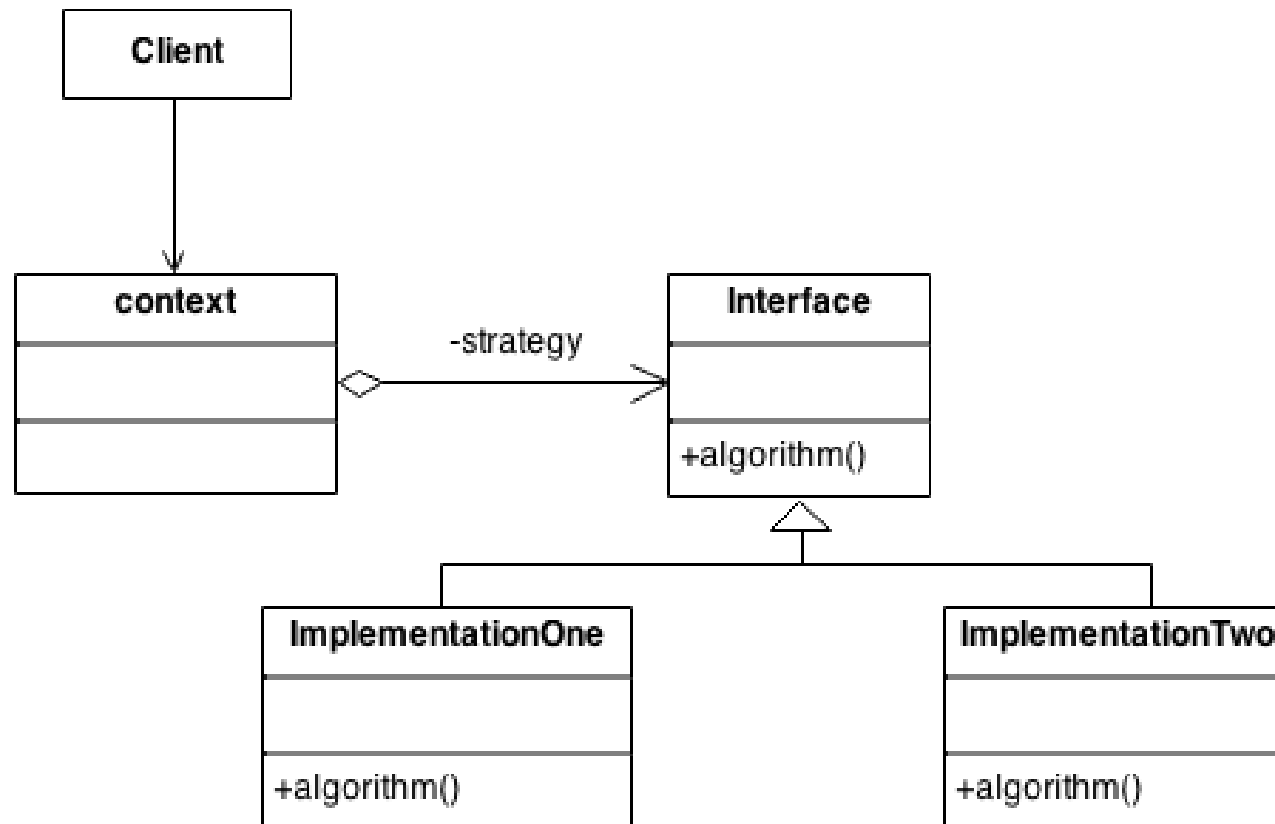 Client
context
-strategy
Interface
+algorithm()
ImplementationOne
+algorithm()
ImplementationTwo
+algorithm()